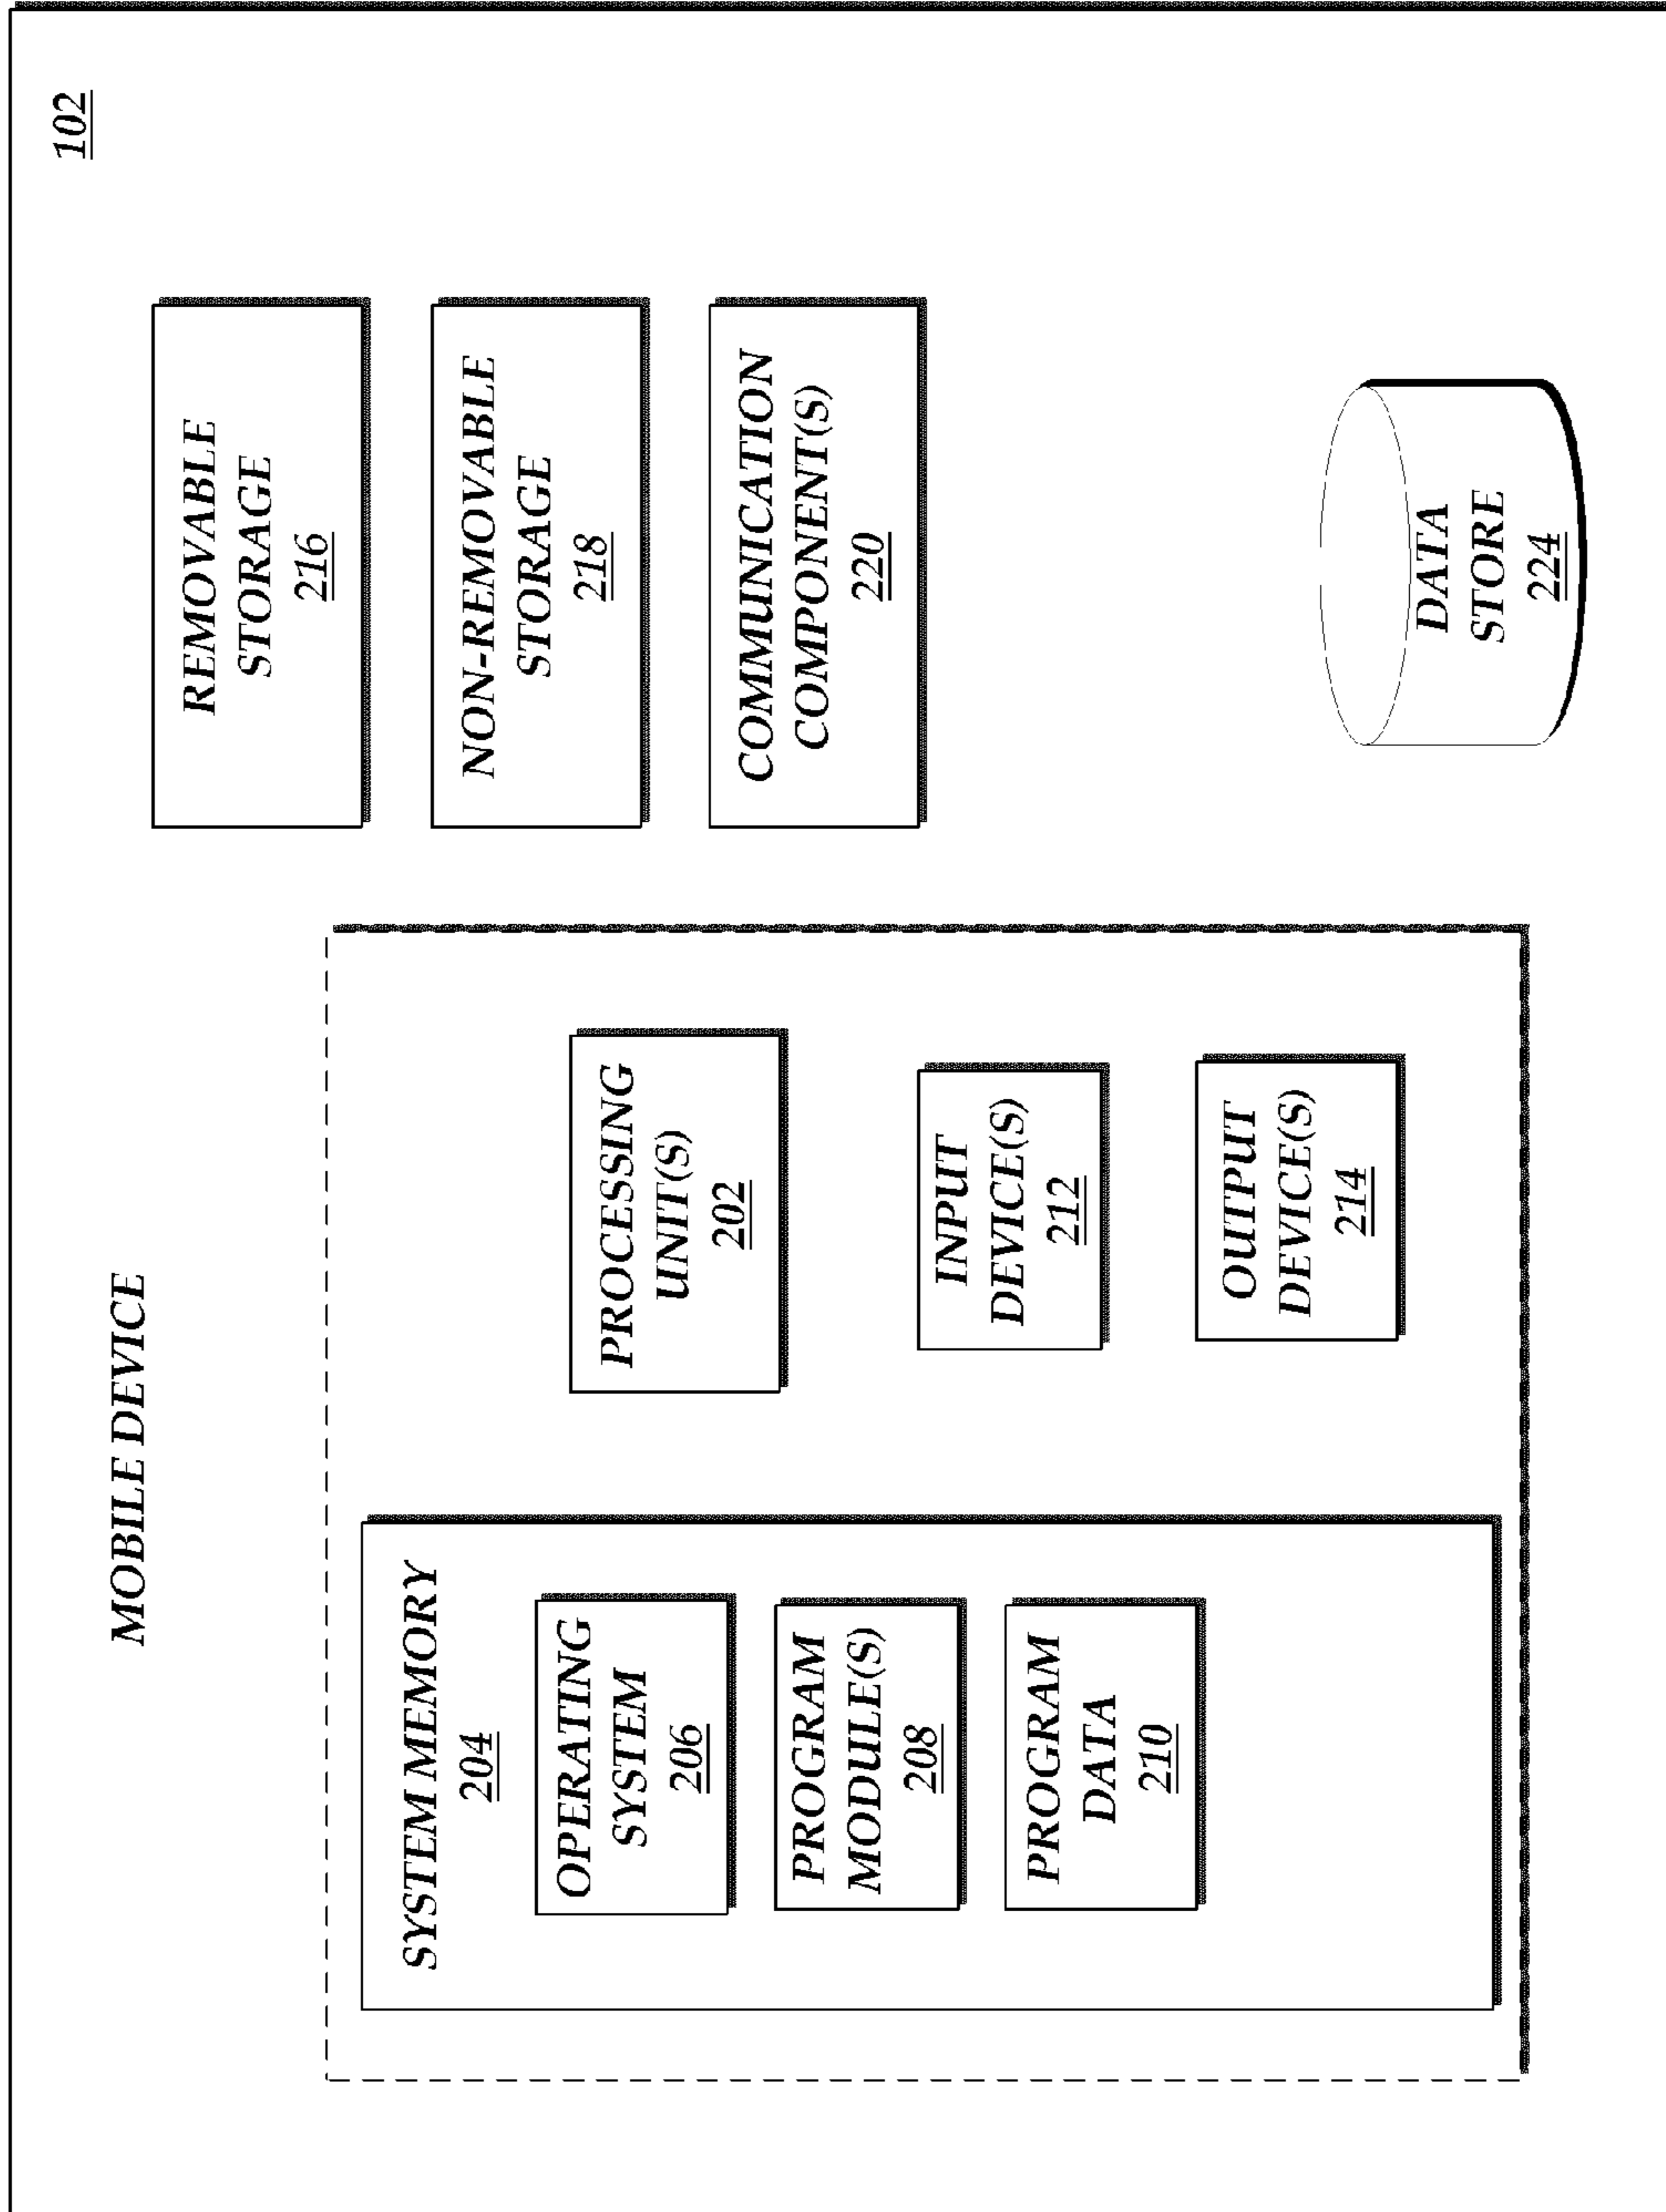 102
MOBILE DEVICE
SYSTEM MEMORY
204
OPERATING
SYSTEM
206
PROGRAM
MODULE(S)
208
PROGRAM
DATA
210
PROCESSING
UNIT(S)
202
INPUT
DEVICE(S)
212
OUTPUT
DEVICE(S)
214
REMOVABLE
STORAGE
216
NON-REMOVABLE
STORAGE
218
COMMUNICATION
COMPONENT(S)
220
DATA
STORE
224